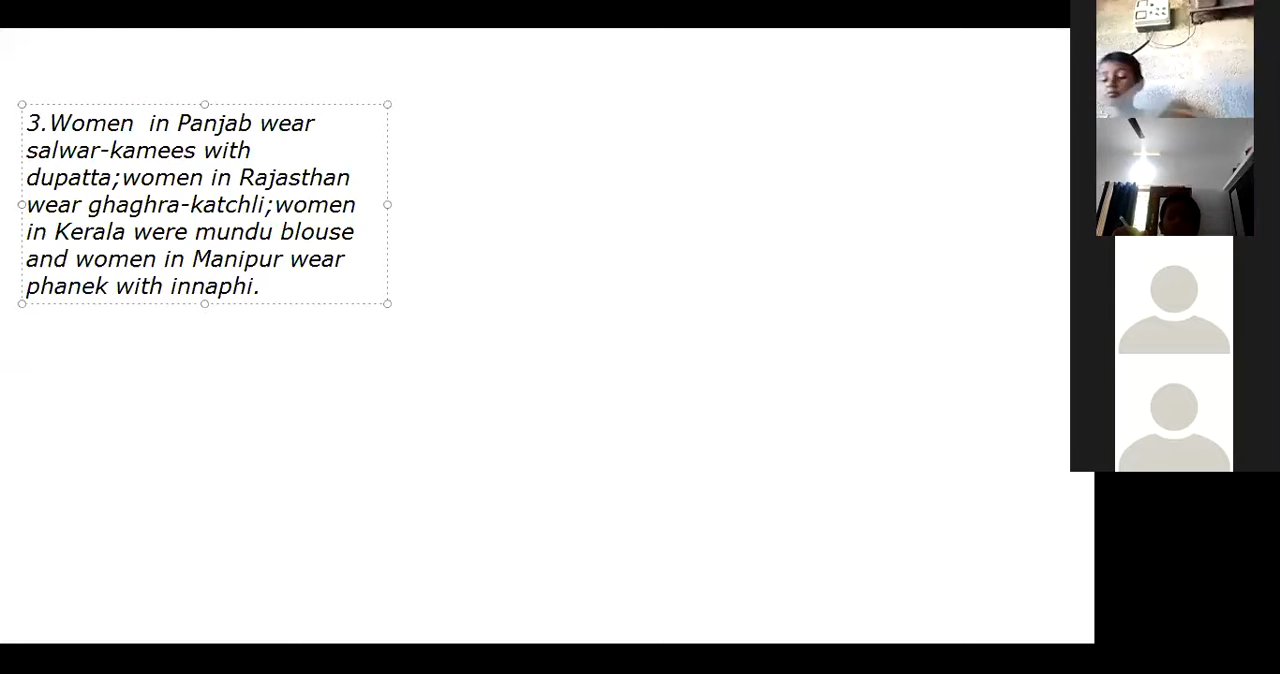 3.Women  in Panjab wear
salwar-kamees with
dupatta;women in Rajasthan
wear ghaghra-katchli;women
in Kerala were mundu blouse
and women in Manipur wear
phanek with innaphi.